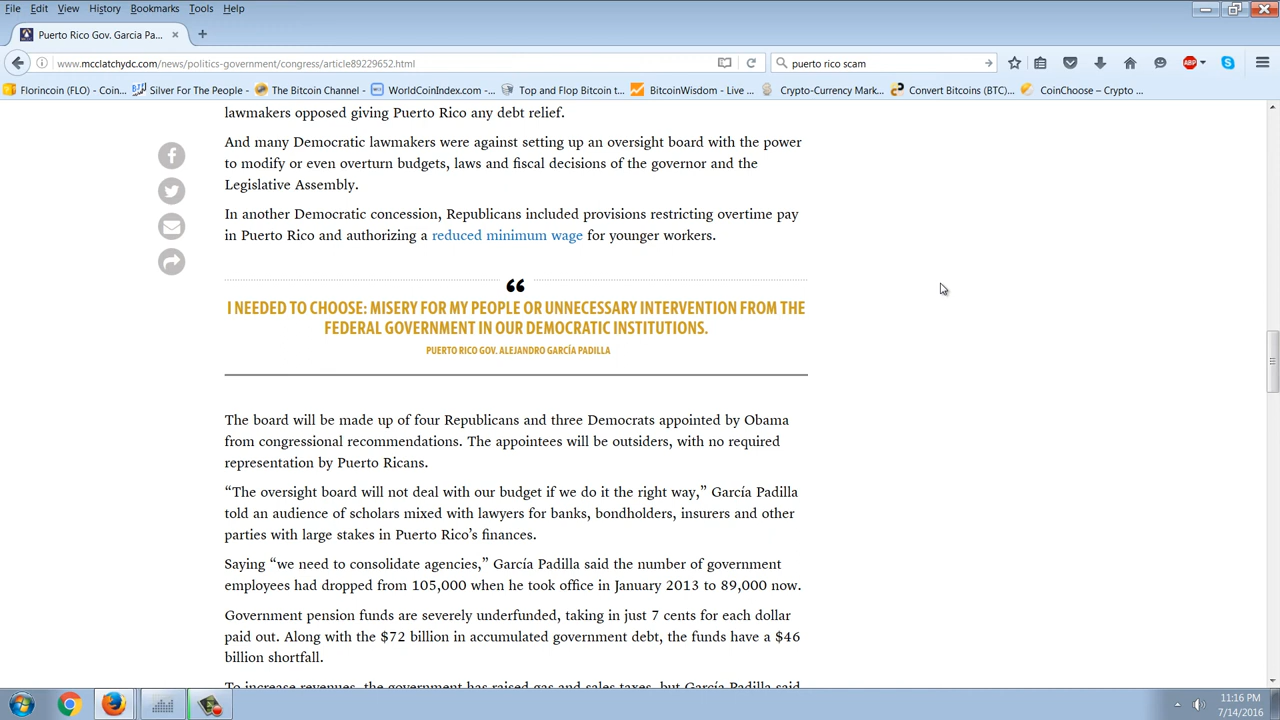 File Edit View History Bookmarks Tools Help
Puerto Rico Gov. Garcia Pa...
www.mcclatchydc.com/news/politics-government/congress/article89229652.html
puerto rico scam
ABP
Florincoin (FLO) - Coin... Silver For The People - ... The Bitcoin Channel - ... WorldCoinIndex.com -... Top and Flop Bitcoin t... BitcoinWisdom - Live ... Crypto-Currency Mark... Convert Bitcoins (BTC)... CoinChoose – Crypto ...
lawmakers opposed giving Puerto Rico any debt relief.
And many Democratic lawmakers were against setting up an oversight board with the power
to modify or even overturn budgets, laws and fiscal decisions of the governor and the
Legislative Assembly.
In another Democratic concession, Republicans included provisions restricting overtime pay
in Puerto Rico and authorizing a reduced minimum wage for younger workers.
“
I NEEDED TO CHOOSE: MISERY FOR MY PEOPLE OR UNNECESSARY INTERVENTION FROM THE
FEDERAL GOVERNMENT IN OUR DEMOCRATIC INSTITUTIONS.
PUERTO RICO GOV. ALEJANDRO GARCÍA PADILLA
The board will be made up of four Republicans and three Democrats appointed by Obama
from congressional recommendations. The appointees will be outsiders, with no required
representation by Puerto Ricans.
“The oversight board will not deal with our budget if we do it the right way,” García Padilla
told an audience of scholars mixed with lawyers for banks, bondholders, insurers and other
parties with large stakes in Puerto Rico’s finances.
Saying “we need to consolidate agencies,” García Padilla said the number of government
employees had dropped from 105,000 when he took office in January 2013 to 89,000 now.
Government pension funds are severely underfunded, taking in just 7 cents for each dollar
paid out. Along with the $72 billion in accumulated government debt, the funds have a $46
billion shortfall.
To increase revenues, the government has raised gas and sales taxes, but García Padilla said
11:16 PM
7/14/2016